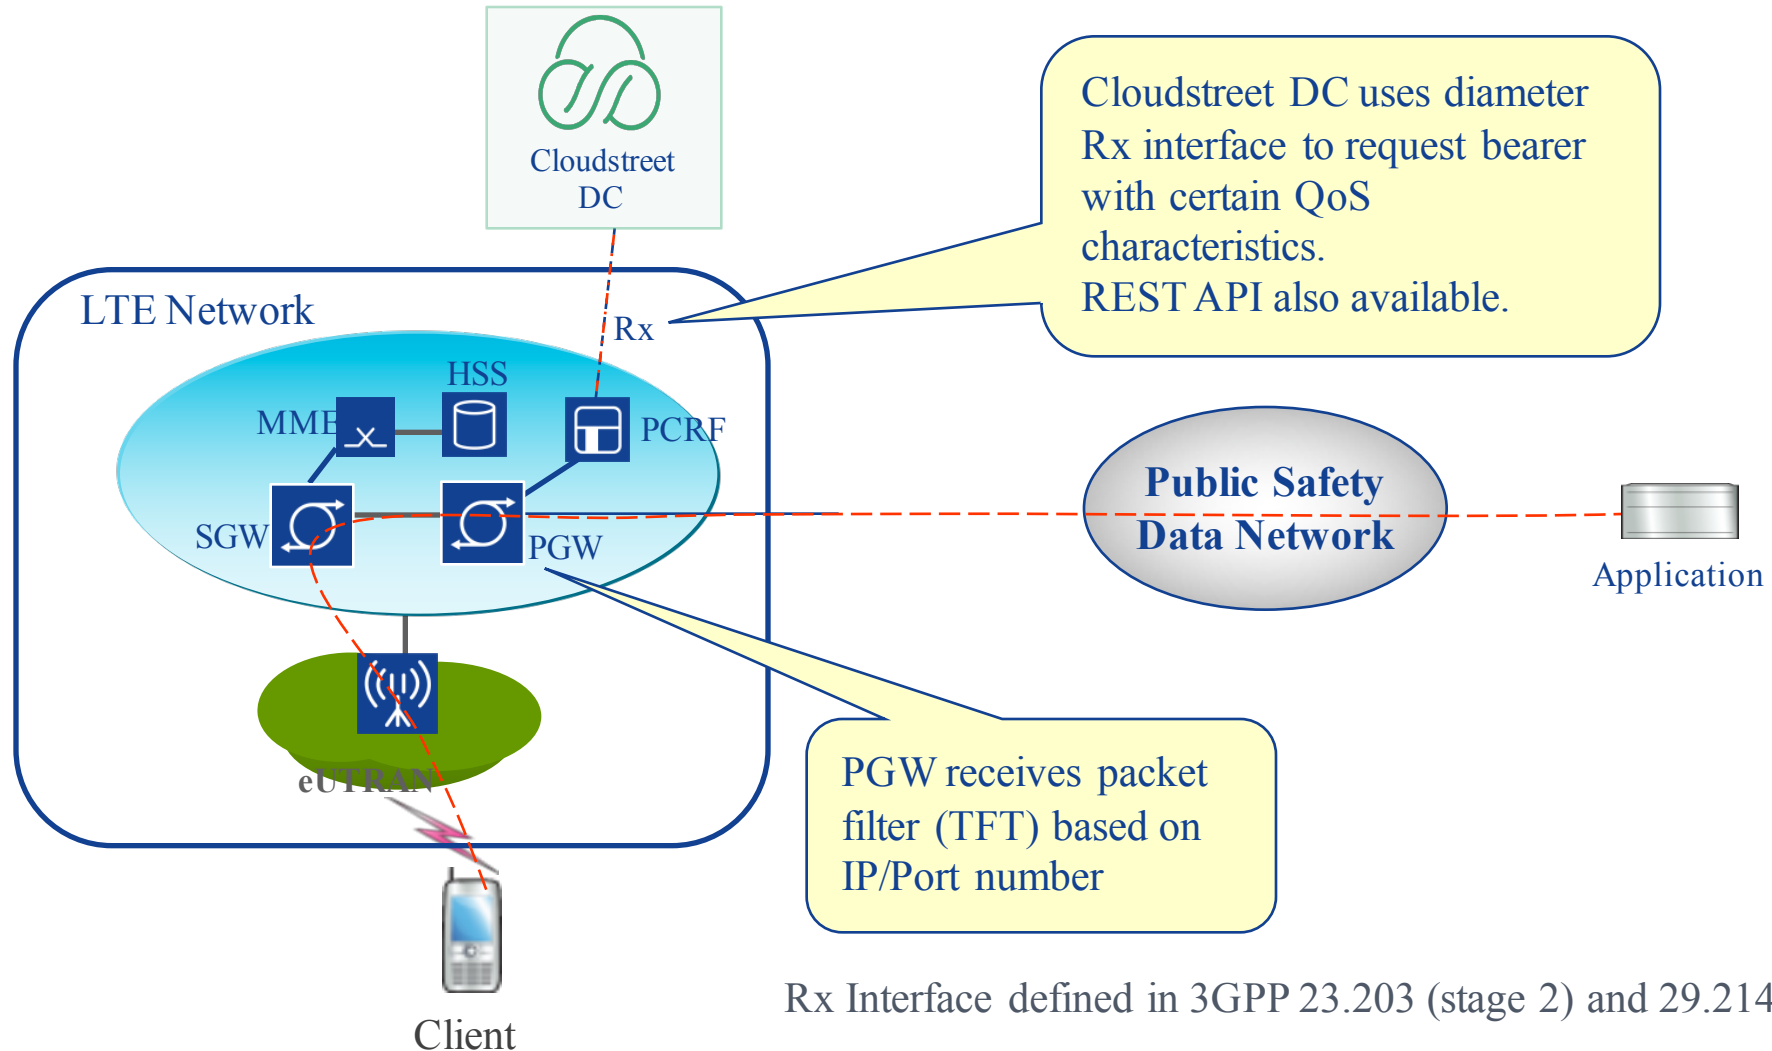 Cloudstreet
DC
Cloudstreet DC uses diameter
Rx interface to request bearer
with certain QoS
characteristics.
REST API also available.
LTE Network
Rx
HSS
MME
PCRF
SGW
PGW
Public Safety
Data Network
Application
eUTRAN
PGW receives packet
filter (TFT) based on
IP/Port number
Client
Rx Interface defined in 3GPP 23.203 (stage 2) and 29.214